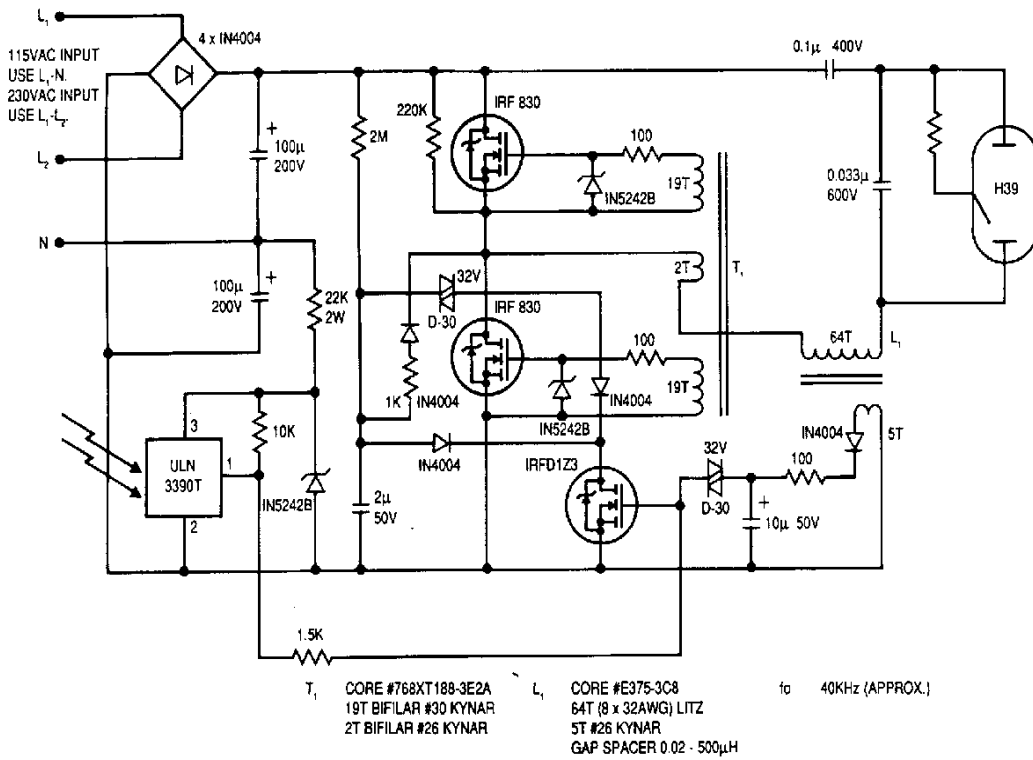 L₁
4 x IN4004
115VAC INPUT
USE L₁-N.
230VAC INPUT
USE L₁-L₂.
L₂
N
+
100µ
200V
+
100µ
200V
22K
2W
2M
220K
IRF 830
100
19T
IN5242B
0.1µ 400V
0.033µ
600V
H39
2T
T₁
32V
D-30
IRF 830
1K
IN4004
100
19T
IN5242B
IN4004
64T
L₁
5T
IN4004
100
32V
D-30
+
10µ 50V
IN4004
IRFD1Z3
2µ
50V
10K
3
ULN
3390T
1
2
IN5242B
1.5K
T₁
CORE #768XT188-3E2A
19T BIFILAR #30 KYNAR
2T BIFILAR #26 KYNAR
L₁
CORE #E375-3C8
64T (8 x 32AWG) LITZ
5T #26 KYNAR
GAP SPACER 0.02 - 500µH
fo
40KHz (APPROX.)